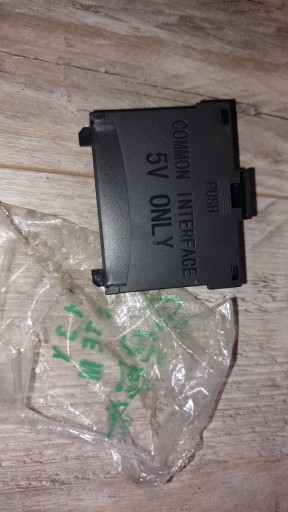 COMMON INTERFACE
5V ONLY
PUSH